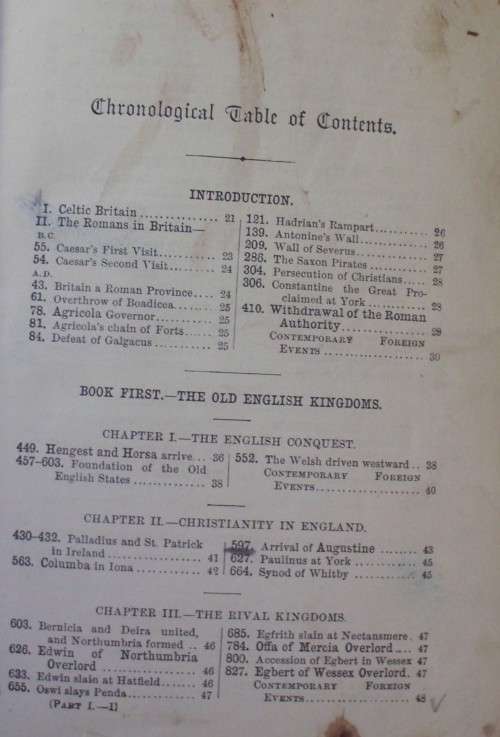 Chronological Table of Contents.
INTRODUCTION.
I. Celtic Britain .............. 21
II. The Romans in Britain—
B.C.
55. Caesar's First Visit ........... 23
54. Caesar's Second Visit ....... 24
A.D.
43. Britain a Roman Province .... 24
61. Overthrow of Boadicea ....... 25
78. Agricola Governor ........... 25
81. Agricola's chain of Forts ..... 25
84. Defeat of Galgacus .......... 25
121. Hadrian's Rampart .......... 26
139. Antonine's Wall ............ 26
209. Wall of Severus ............ 27
286. The Saxon Pirates .......... 27
304. Persecution of Christians .... 28
306. Constantine the Great Pro-
claimed at York ........... 28
410. Withdrawal of the Roman
Authority ................ 29
CONTEMPORARY FOREIGN
EVENTS .................. 30
BOOK FIRST.—THE OLD ENGLISH KINGDOMS.
CHAPTER I.—THE ENGLISH CONQUEST.
449. Hengest and Horsa arrive ... 36
457-603. Foundation of the Old
English States ............. 38
552. The Welsh driven westward .. 38
CONTEMPORARY FOREIGN
EVENTS .................. 40
CHAPTER II.—CHRISTIANITY IN ENGLAND.
430-432. Palladius and St. Patrick
in Ireland .................. 41
563. Columba in Iona ............ 42
597. Arrival of Augustine ........ 43
627. Paulinus at York ............ 45
664. Synod of Whitby ............ 45
CHAPTER III.—THE RIVAL KINGDOMS.
603. Bernicia and Deira united,
and Northumbria formed .. 46
626. Edwin of Northumbria
Overlord .................. 46
633. Edwin slain at Hatfield ....... 46
655. Oswi slays Penda ............ 47
(PART I.—1)
685. Egfrith slain at Nectansmere. 47
784. Offa of Mercia Overlord .... 47
800. Accession of Egbert in Wessex 47
827. Egbert of Wessex Overlord. 47
CONTEMPORARY FOREIGN
EVENTS .................. 48